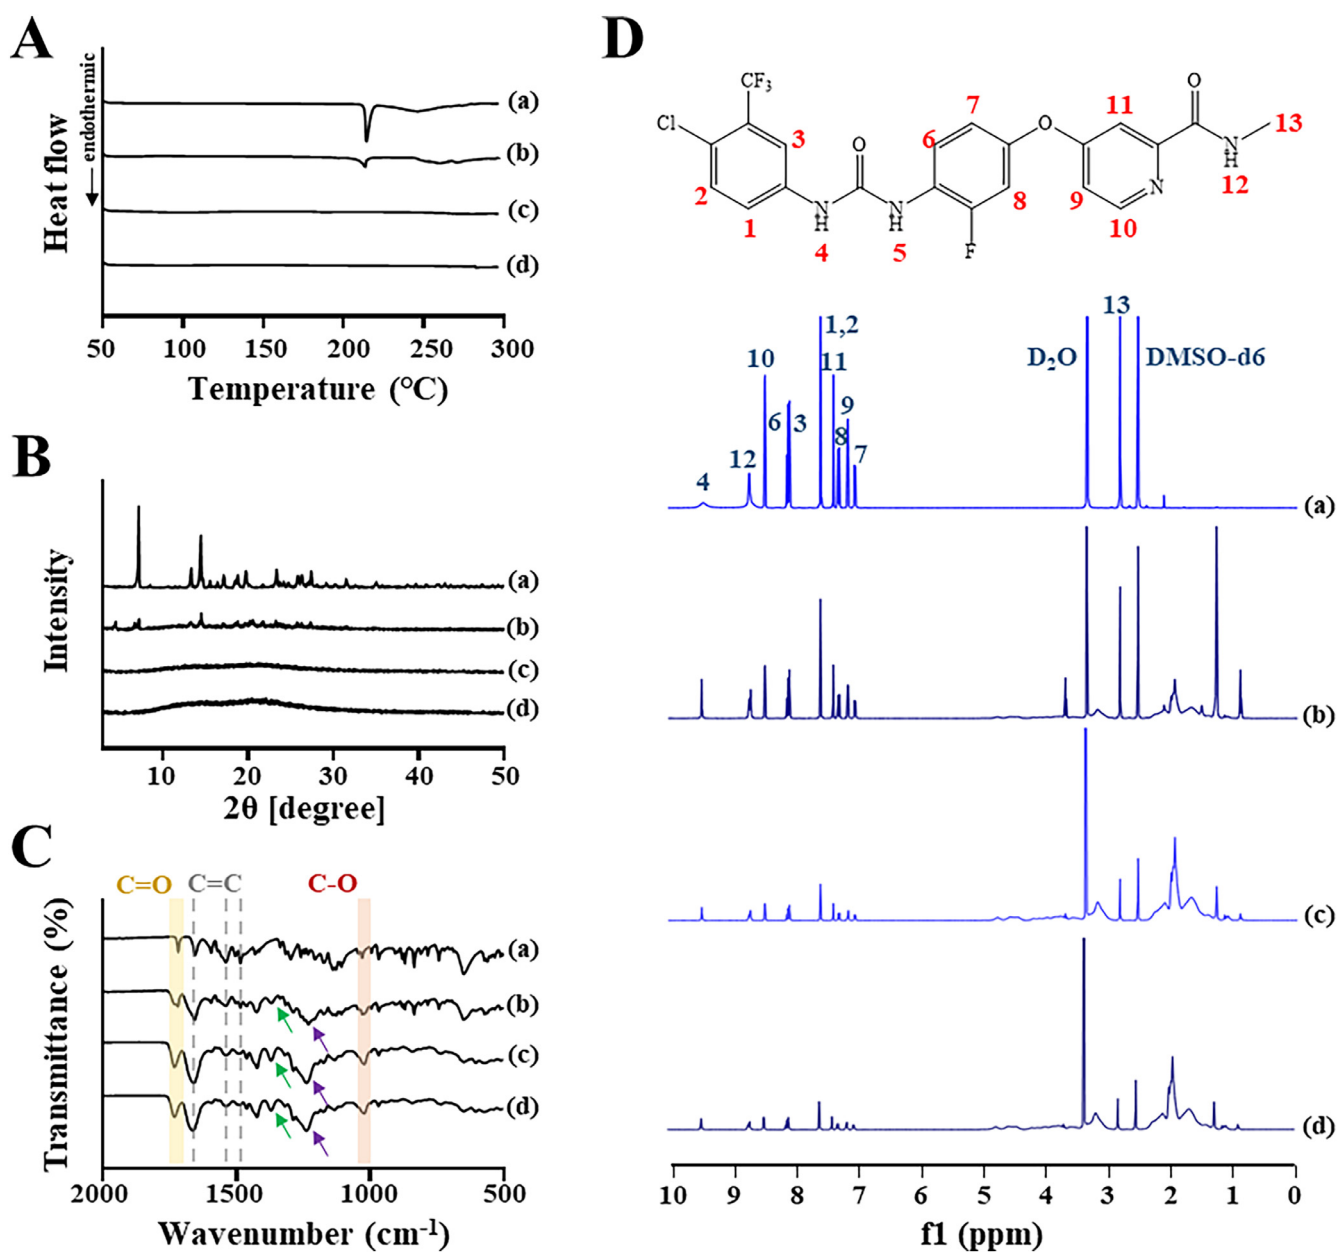 A
Heat flow
endothermic
(a)
(b)
(c)
(d)
50 100 150 200 250 300
Temperature (°C)
B
Intensity
(a)
(b)
(c)
(d)
10 20 30 40 50
2θ [degree]
C
C=O C=C C-O
Transmittance (%)
(a)
(b)
(c)
(d)
2000 1500 1000 500
Wavenumber (cm-1)
D
CF3
Cl
O
N
H
N
H
F
O
N
O
N
H
1
2
3
4
5
6
7
8
9
10
11
12
13
4
12
10
6
3
1,2
11
8
9
7
D2O
13
DMSO-d6
(a)
(b)
(c)
(d)
10 9 8 7 6 5 4 3 2 1 0
f1 (ppm)